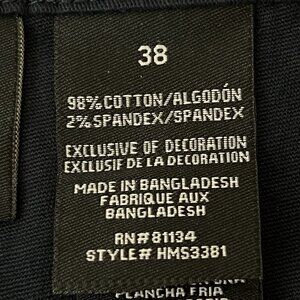 38
98% COTTON/ALGODÓN
2% SPANDEX/SPANDEX
EXCLUSIVE OF DECORATION
EXCLUSIF DE LA DECORATION
MADE IN BANGLADESH
FABRIQUE AUX
BANGLADESH
RN#81134
STYLE# HMS3381
PLANCHA FRIA